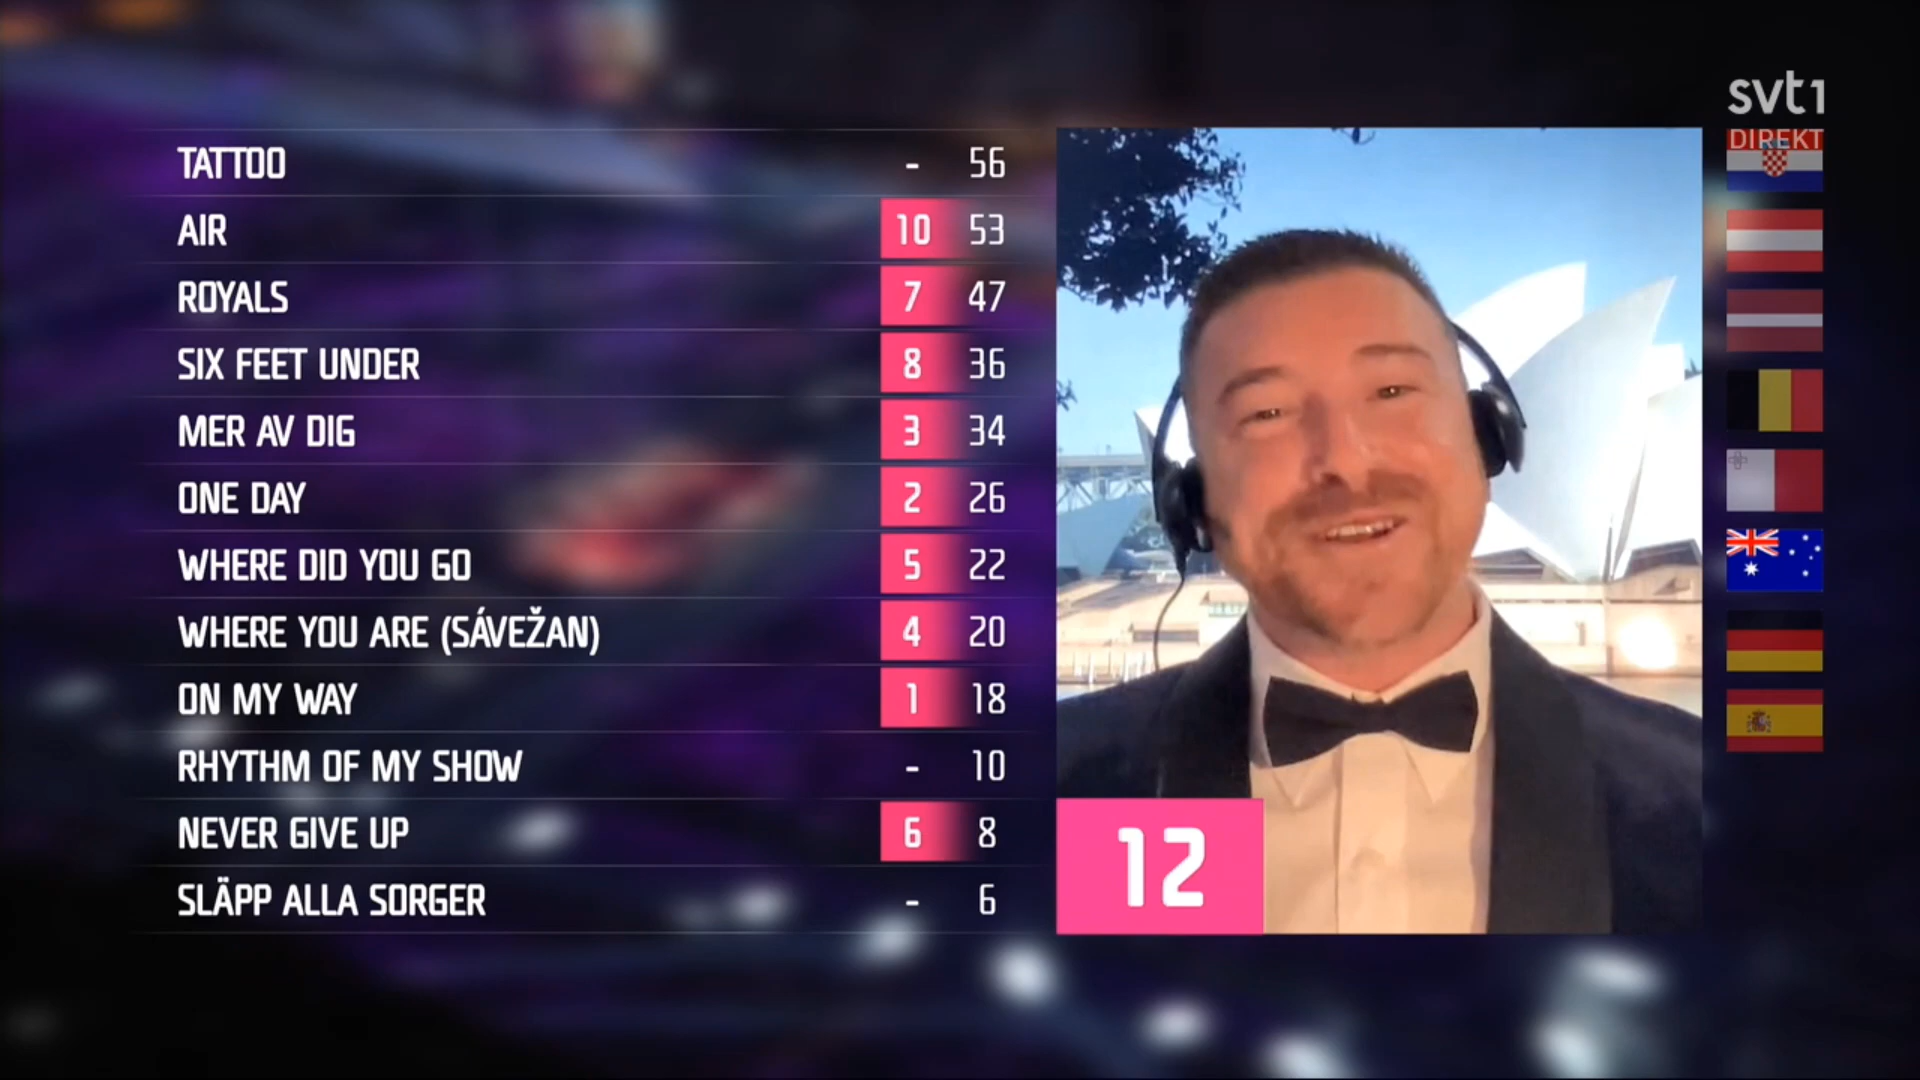 svt1
DIREKT
TATTOO - 56
AIR 10 53
ROYALS 7 47
SIX FEET UNDER 8 36
MER AV DIG 3 34
ONE DAY 2 26
WHERE DID YOU GO 5 22
WHERE YOU ARE (SÁVEŽAN) 4 20
ON MY WAY 1 18
RHYTHM OF MY SHOW - 10
NEVER GIVE UP 6 8
SLÄPP ALLA SORGER - 6
12